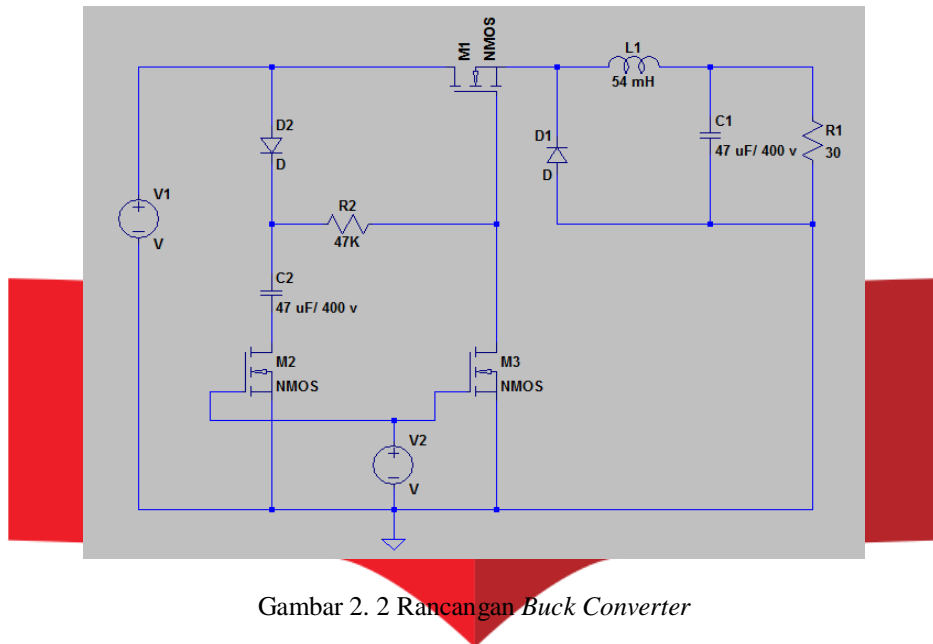 M1
NMOS
L1
54 mH
D2
D
D1
D
C1
47 uF/ 400 v
R1
30
V1
V
R2
47K
C2
47 uF/ 400 v
M2
NMOS
M3
NMOS
V2
V
Gambar 2. 2 Rancangan Buck Converter